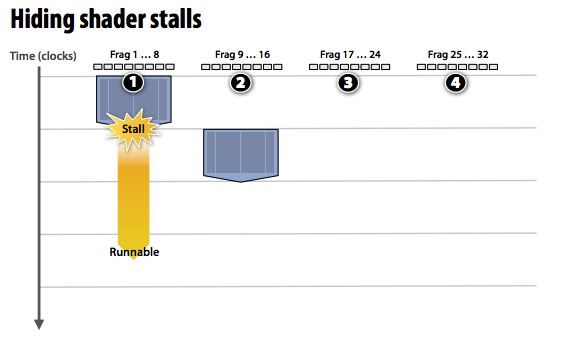 Hiding shader stalls
Time (clocks)
Frag 1 … 8
Frag 9 … 16
Frag 17 … 24
Frag 25 … 32
1
2
3
4
Stall
Runnable